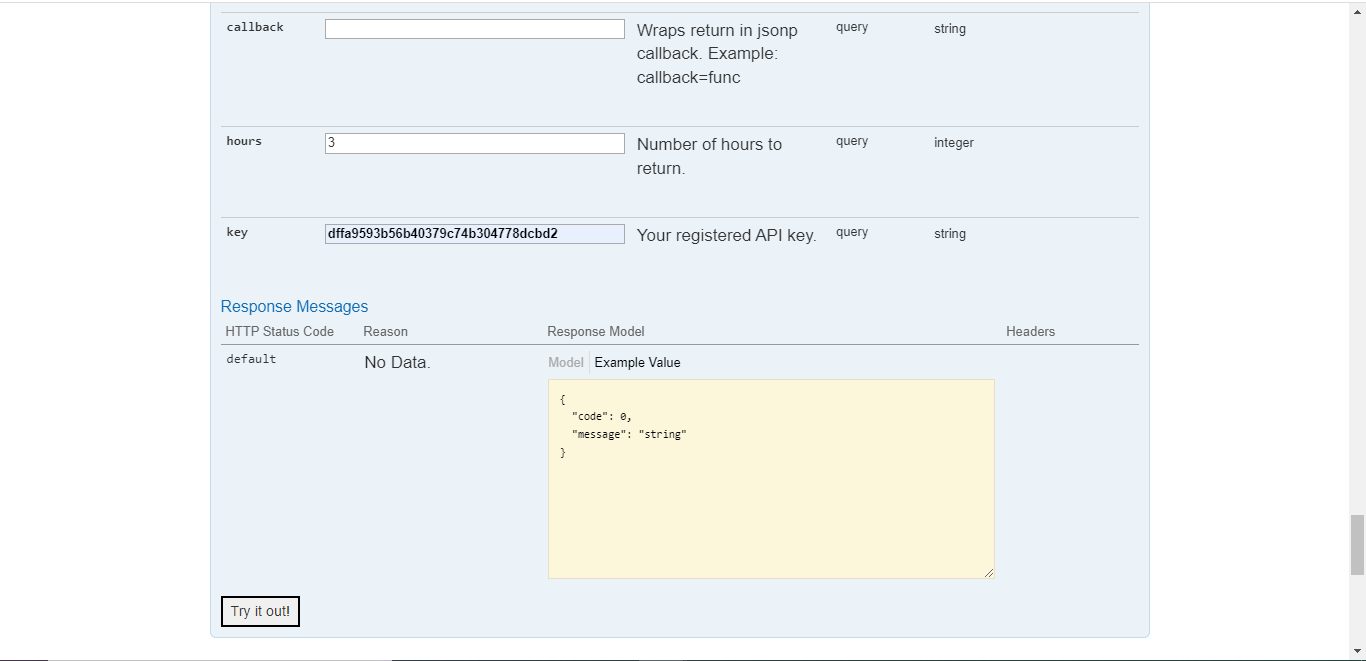 callback Wraps return in jsonp query string
callback. Example:
callback=func
hours 3 Number of hours to query integer
return.
key dffa9593b56b40379c74b304778dcbd2 Your registered API key. query string
Response Messages
HTTP Status Code Reason Response Model Headers
default No Data. Model Example Value
{
"code": 0,
"message": "string"
}
Try it out!